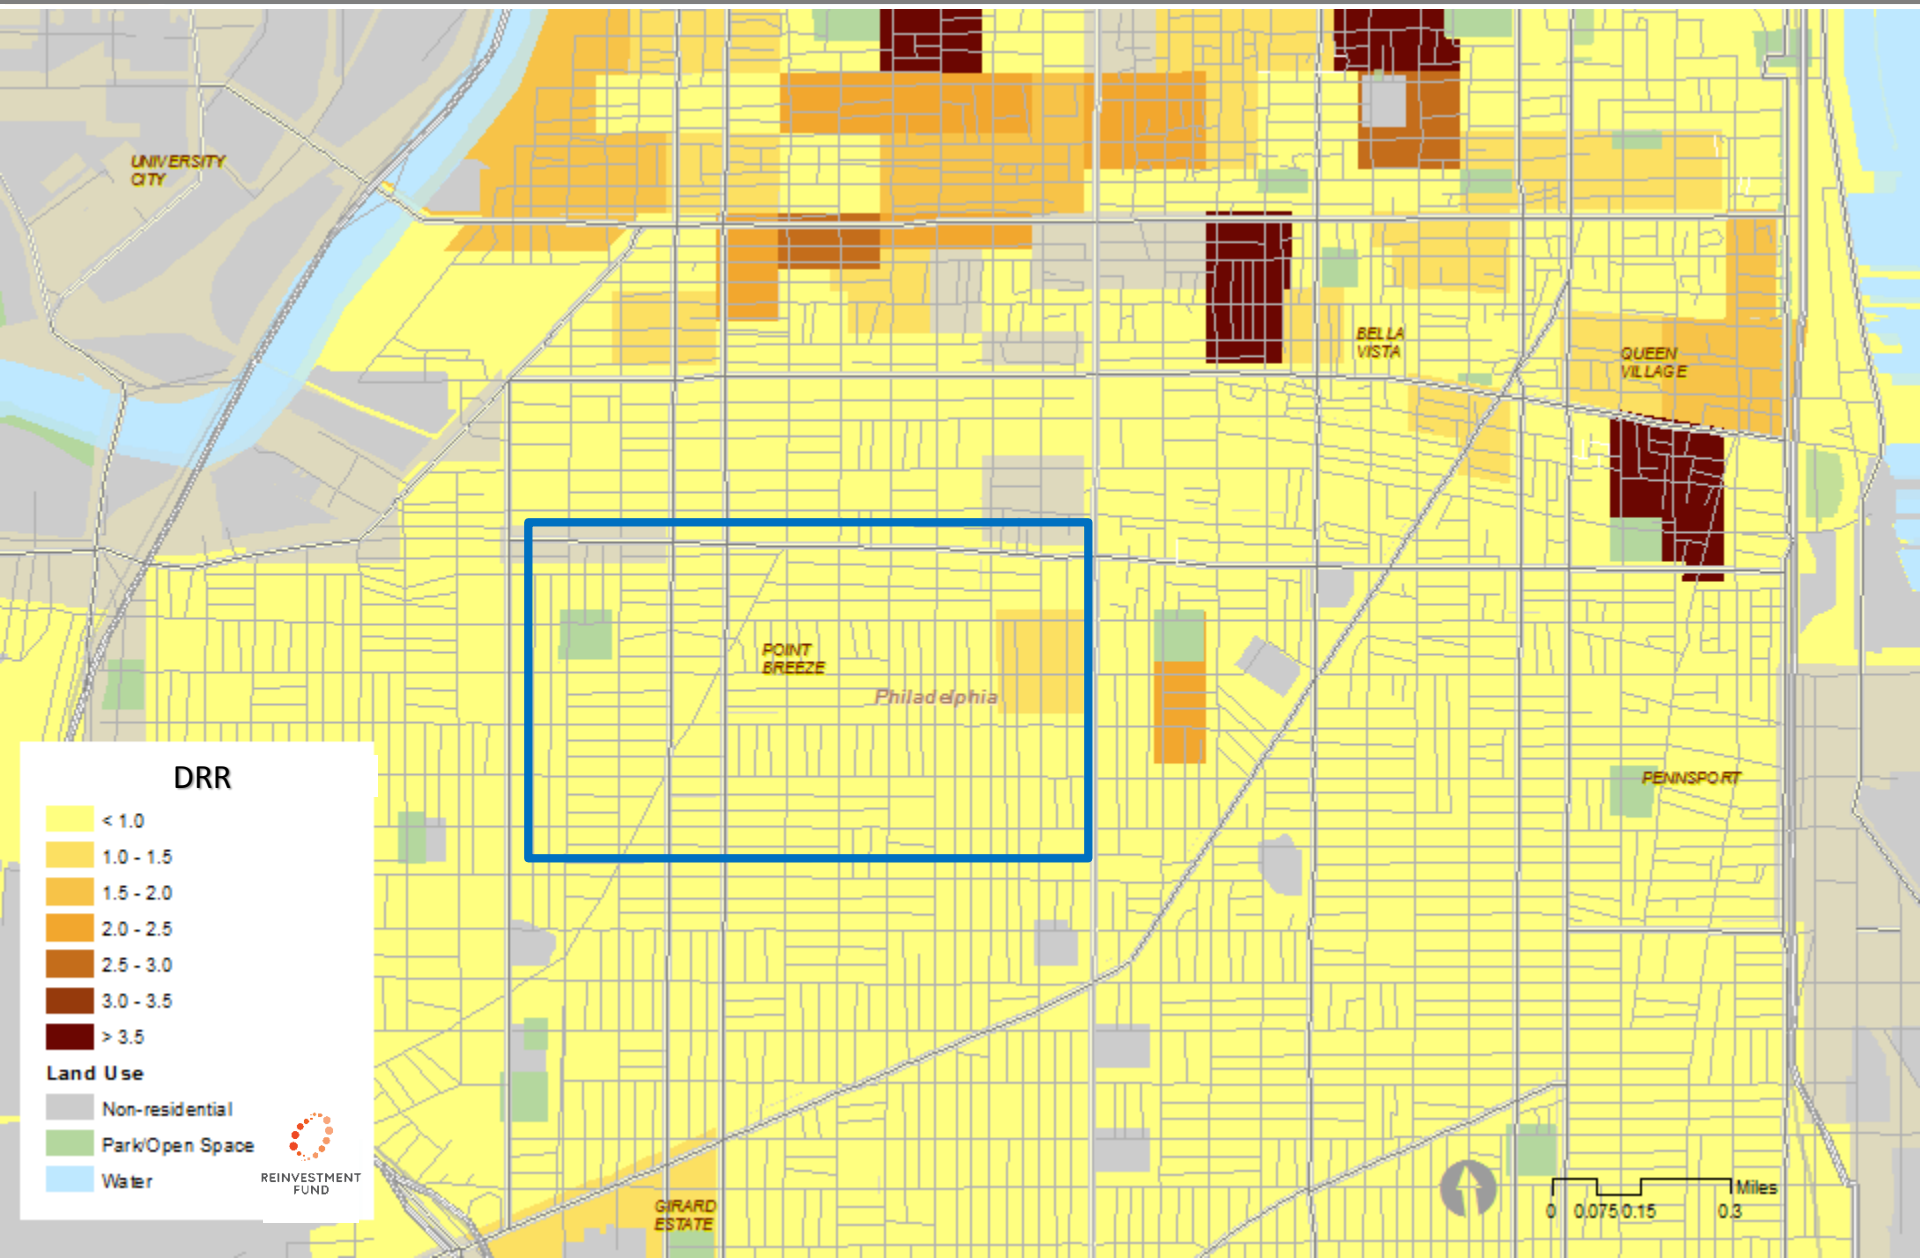 UNIVERSITY
CITY
BELLA
VISTA
QUEEN
VILLAGE
POINT
BREEZE
Philadelphia
PENNSPORT
GIRARD
ESTATE
DRR
< 1.0
1.0 - 1.5
1.5 - 2.0
2.0 - 2.5
2.5 - 3.0
3.0 - 3.5
> 3.5
Land Use
Non-residential
Park/Open Space
Water
REINVESTMENT
FUND
Miles
0 0.075 0.15 0.3